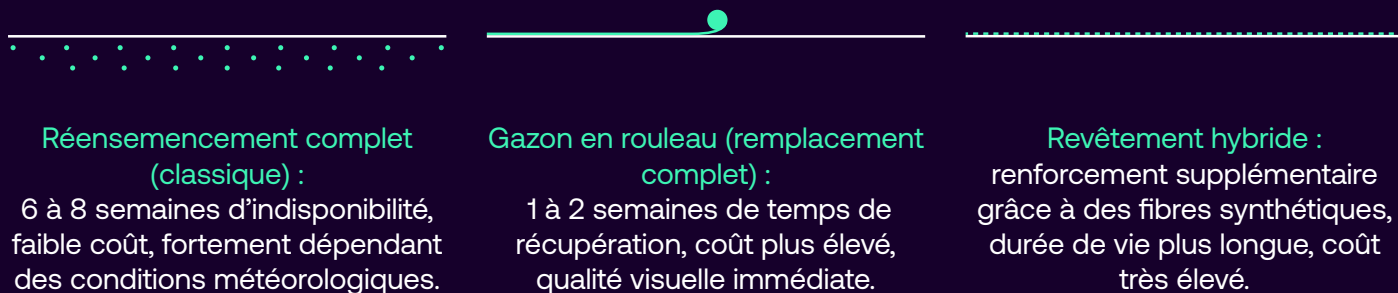 Réensemencement complet
(classique) :
6 à 8 semaines d’indisponibilité,
faible coût, fortement dépendant
des conditions météorologiques.
Gazon en rouleau (remplacement
complet) :
1 à 2 semaines de temps de
récupération, coût plus élevé,
qualité visuelle immédiate.
Revêtement hybride :
renforcement supplémentaire
grâce à des fibres synthétiques,
durée de vie plus longue, coût
très élevé.